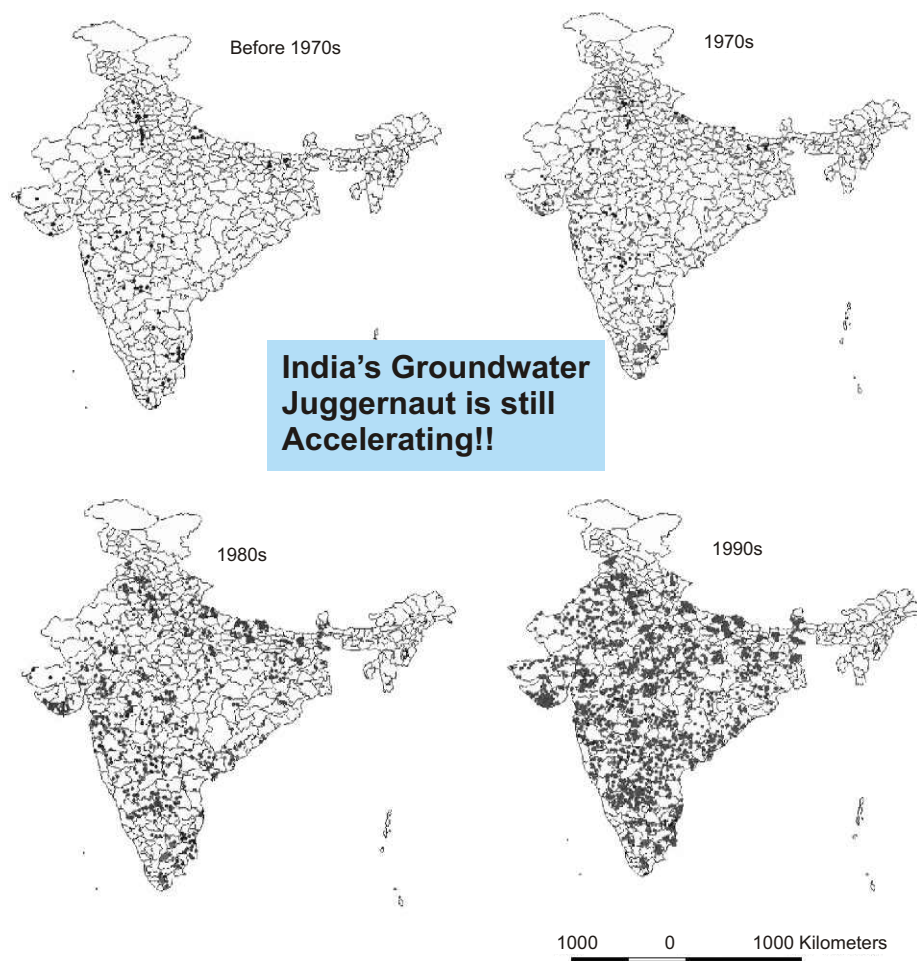 Before 1970s
1970s
India's Groundwater
Juggernaut is still
Accelerating!!
1980s
1990s
1000 0 1000 Kilometers